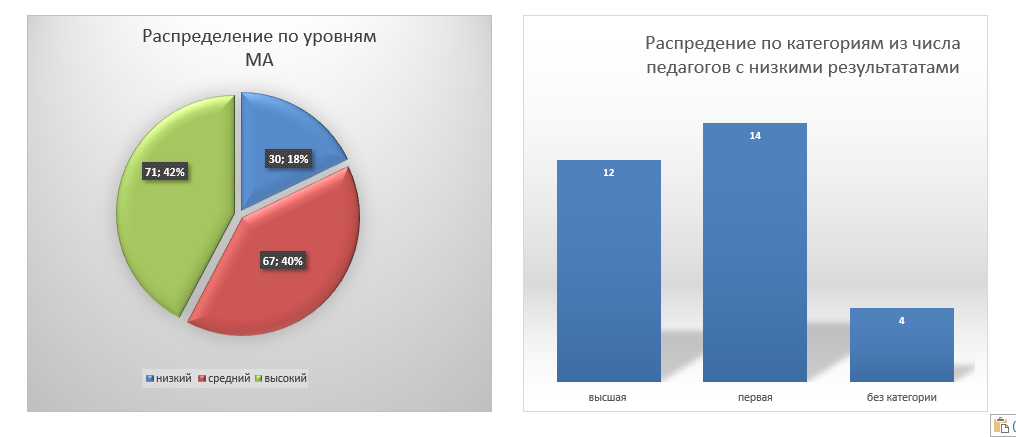 Распределение по уровням
МА
30; 18%
71; 42%
67; 40%
низкий средний высокий
Распредение по категориям из числа
педагогов с низкими результатами
12
14
4
высшая первая без категории